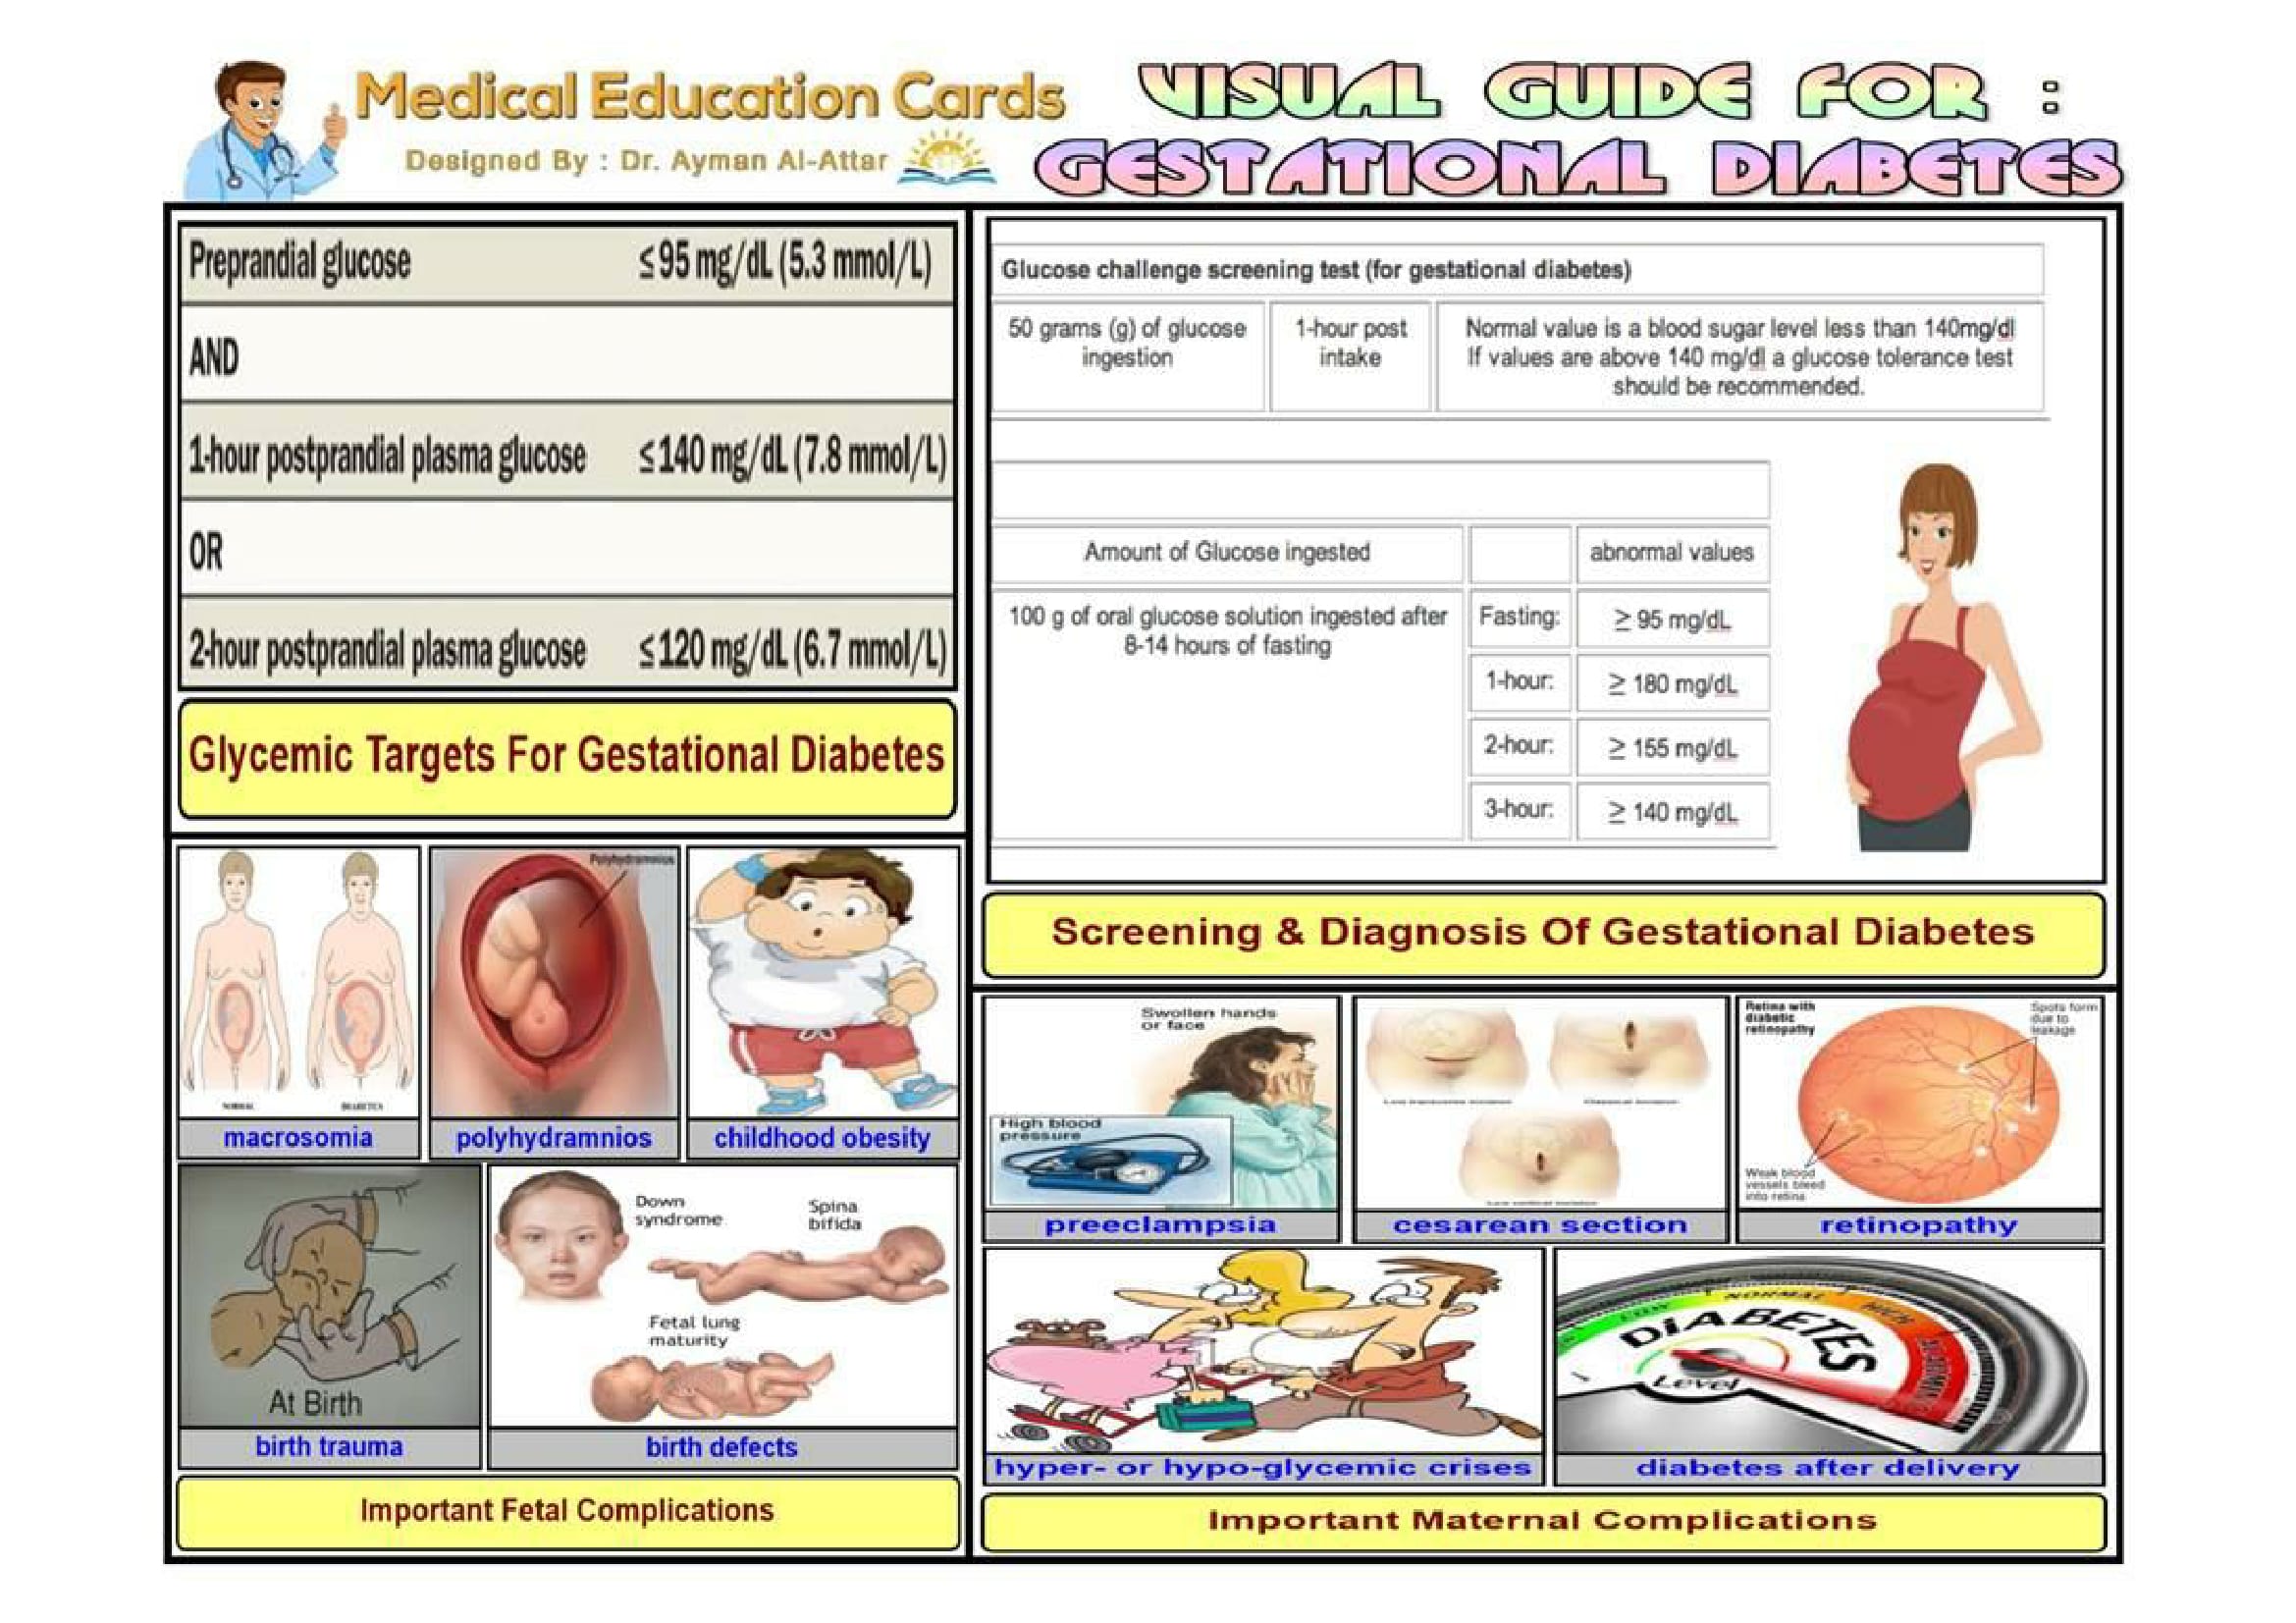 Medical Education Cards
Designed By : Dr. Ayman Al-Attar
VISUAL GUIDE FOR :
GESTATIONAL DIABETES
Preprandial glucose ≤95 mg/dL (5.3 mmol/L)
AND
1-hour postprandial plasma glucose ≤140 mg/dL (7.8 mmol/L)
OR
2-hour postprandial plasma glucose ≤120 mg/dL (6.7 mmol/L)
Glycemic Targets For Gestational Diabetes
Glucose challenge screening test (for gestational diabetes)
50 grams (g) of glucose
ingestion
1-hour post
intake
Normal value is a blood sugar level less than 140mg/dl
If values are above 140 mg/dl a glucose tolerance test
should be recommended.
Amount of Glucose ingested
abnormal values
100 g of oral glucose solution ingested after
8-14 hours of fasting
Fasting: ≥ 95 mg/dL
1-hour: ≥ 180 mg/dL
2-hour: ≥ 155 mg/dL
3-hour: ≥ 140 mg/dL
Screening & Diagnosis Of Gestational Diabetes
NORMAL
DIABETES
macrosomia
Polyhydramnios
polyhydramnios
childhood obesity
At Birth
birth trauma
Down
syndrome
Spina
bifida
Fetal lung
maturity
birth defects
Important Fetal Complications
Swollen hands
or face
High blood
pressure
preeclampsia
cesarean section
Retina with
diabetic
retinopathy
Spots form
due to
leakage
Weak blood
vessels bleed
into retina
retinopathy
hyper- or hypo-glycemic crises
NORMAL
HIGH
DIABETES
Level
diabetes after delivery
Important Maternal Complications